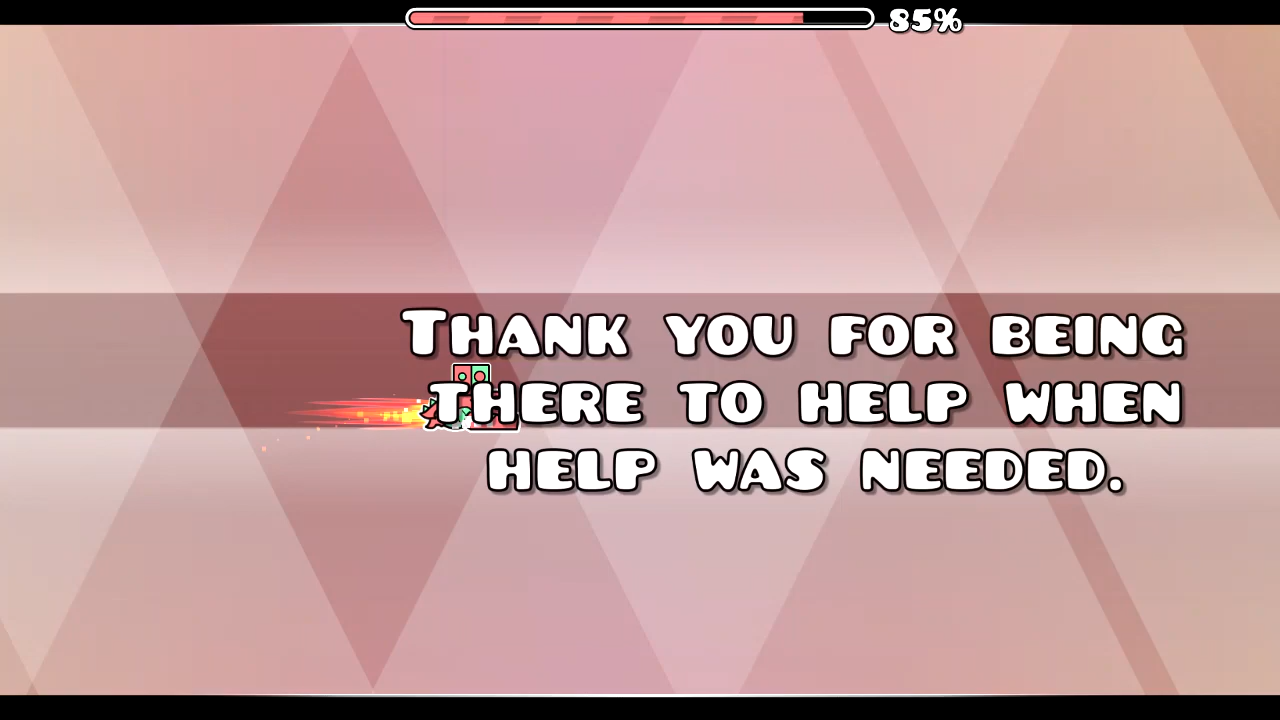 85%
Thank you for being
there to help when
help was needed.